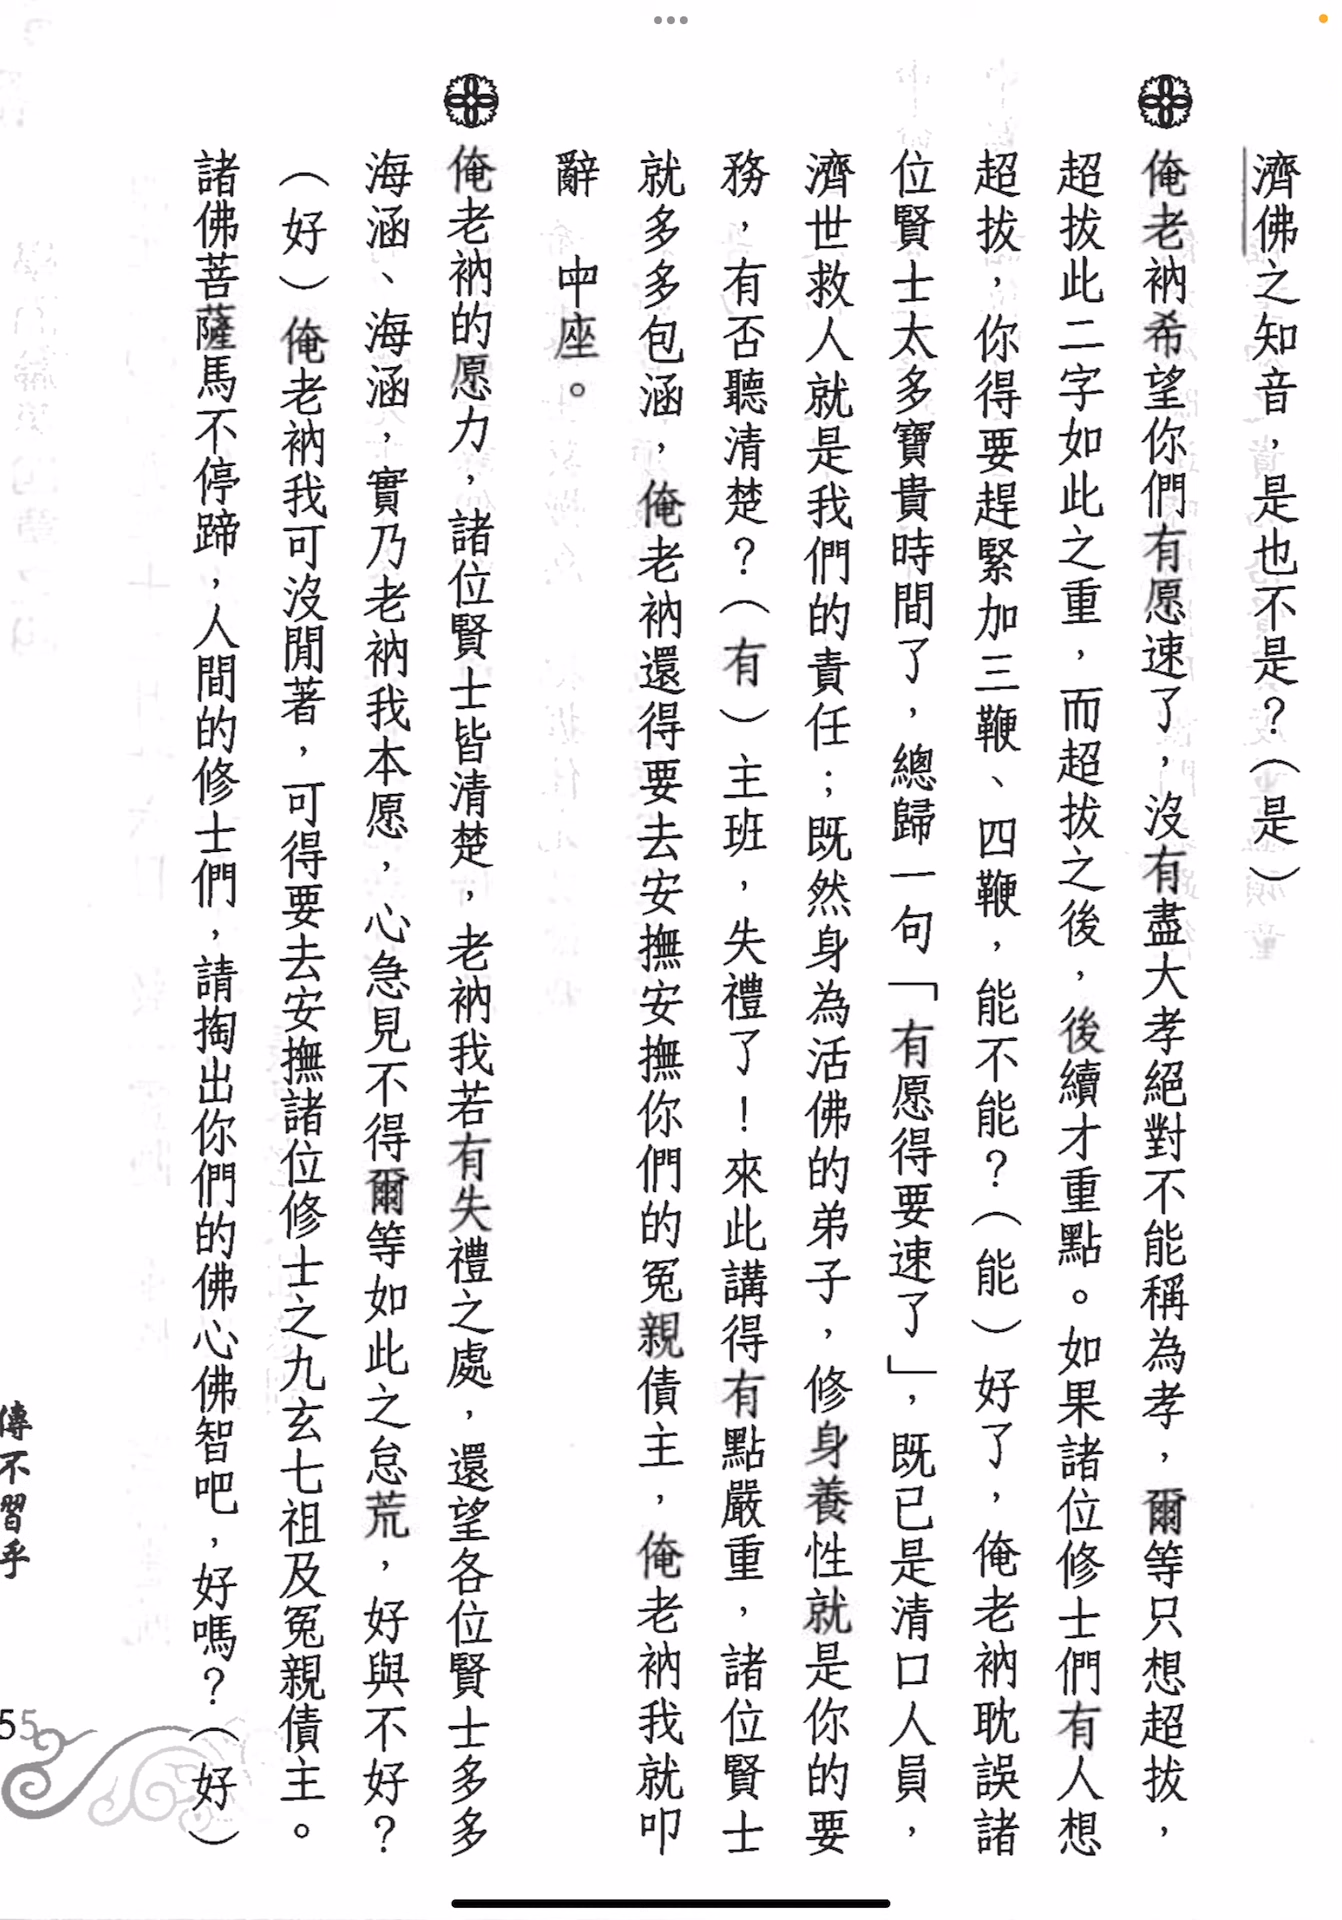 濟佛之知音，是也不是？（是）
俺老衲希望你們有愿速了，沒有盡大孝絕對不能稱為孝，爾等只想超拔，
超拔此二字如此之重，而超拔之後，後續才重點。如果諸位修士們有人想
超拔，你得要趕緊加三鞭、四鞭，能不能？（能）好了，俺老衲耽誤諸
位賢士太多寶貴時間了，總歸一句「有愿得要速了」，既已是清口人員，
濟世救人就是我們的責任；既然身為活佛的弟子，修身養性就是你的要
務，有否聽清楚？（有）主班，失禮了！來此講得有點嚴重，諸位賢士
就多多包涵，俺老衲還得要去安撫安撫你們的冤親債主，俺老衲我就叩
辭　中座。
俺老衲的愿力，諸位賢士皆清楚，老衲我若有失禮之處，還望各位賢士多多
海涵、海涵，實乃老衲我本愿，心急見不得爾等如此之怠荒，好與不好？
（好）俺老衲我可沒閒著，可得要去安撫諸位修士之九玄七祖及冤親債主。
諸佛菩薩馬不停蹄，人間的修士們，請掏出你們的佛心佛智吧，好嗎？（好）
傳不習乎
55